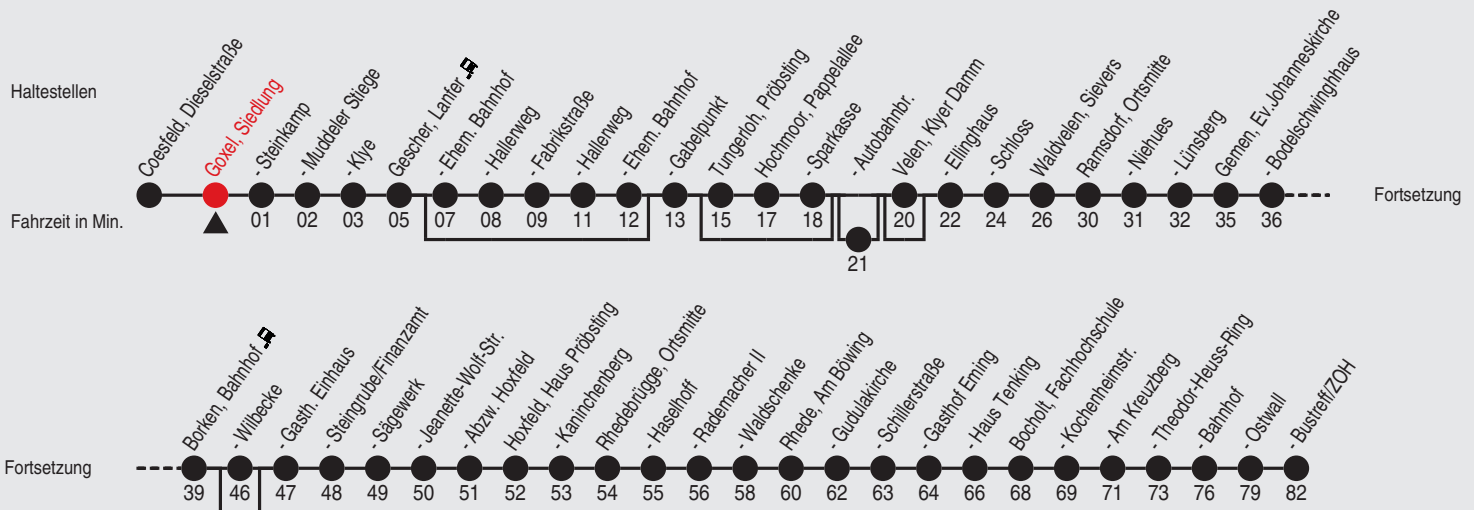 Haltestellen
Coesfeld, Dieselstraße
Goxel, Siedlung
- Steinkamp
- Muddeler Stiege
- Klye
Gescher, Lanfer
- Ehem. Bahnhof
- Hallerweg
- Fabrikstraße
- Hallerweg
- Ehem. Bahnhof
- Gabelpunkt
Tungerloh, Pröbsting
Hochmoor, Pappelallee
- Sparkasse
- Autobahnbr.
Velen, Klyer Damm
- Ellinghaus
- Schloss
Waldvelen, Sievers
Ramsdorf, Ortsmitte
- Niehues
- Lünsberg
Gemen, Ev.Johanneskirche
- Bodelschwinghhaus
Fortsetzung
Fahrzeit in Min.
01 02 03 05 07 08 09 11 12 13 15 17 18 20 22 24 26 30 31 32 35 36
21
Fortsetzung
Borken, Bahnhof
- Wilbecke
- Gasth. Einhaus
- Steingrube/Finanzamt
- Sägewerk
- Jeanette-Wolf-Str.
- Abzw. Hoxfeld
Hoxfeld, Haus Pröbsting
- Kaninchenberg
Rhedebrügge, Ortsmitte
- Haselhoff
- Rademacher II
- Waldschenke
Rhede, Am Böwing
- Gudulakirche
- Schillerstraße
- Gasthof Eming
- Haus Tenking
Bocholt, Fachhochschule
- Kochenheimstr.
- Am Kreuzberg
- Theodor-Heuss-Ring
- Bahnhof
- Ostwall
- Bustreff/ZOH
39 46 47 48 49 50 51 52 53 54 55 56 58 60 62 63 64 66 68 69 71 73 76 79 82